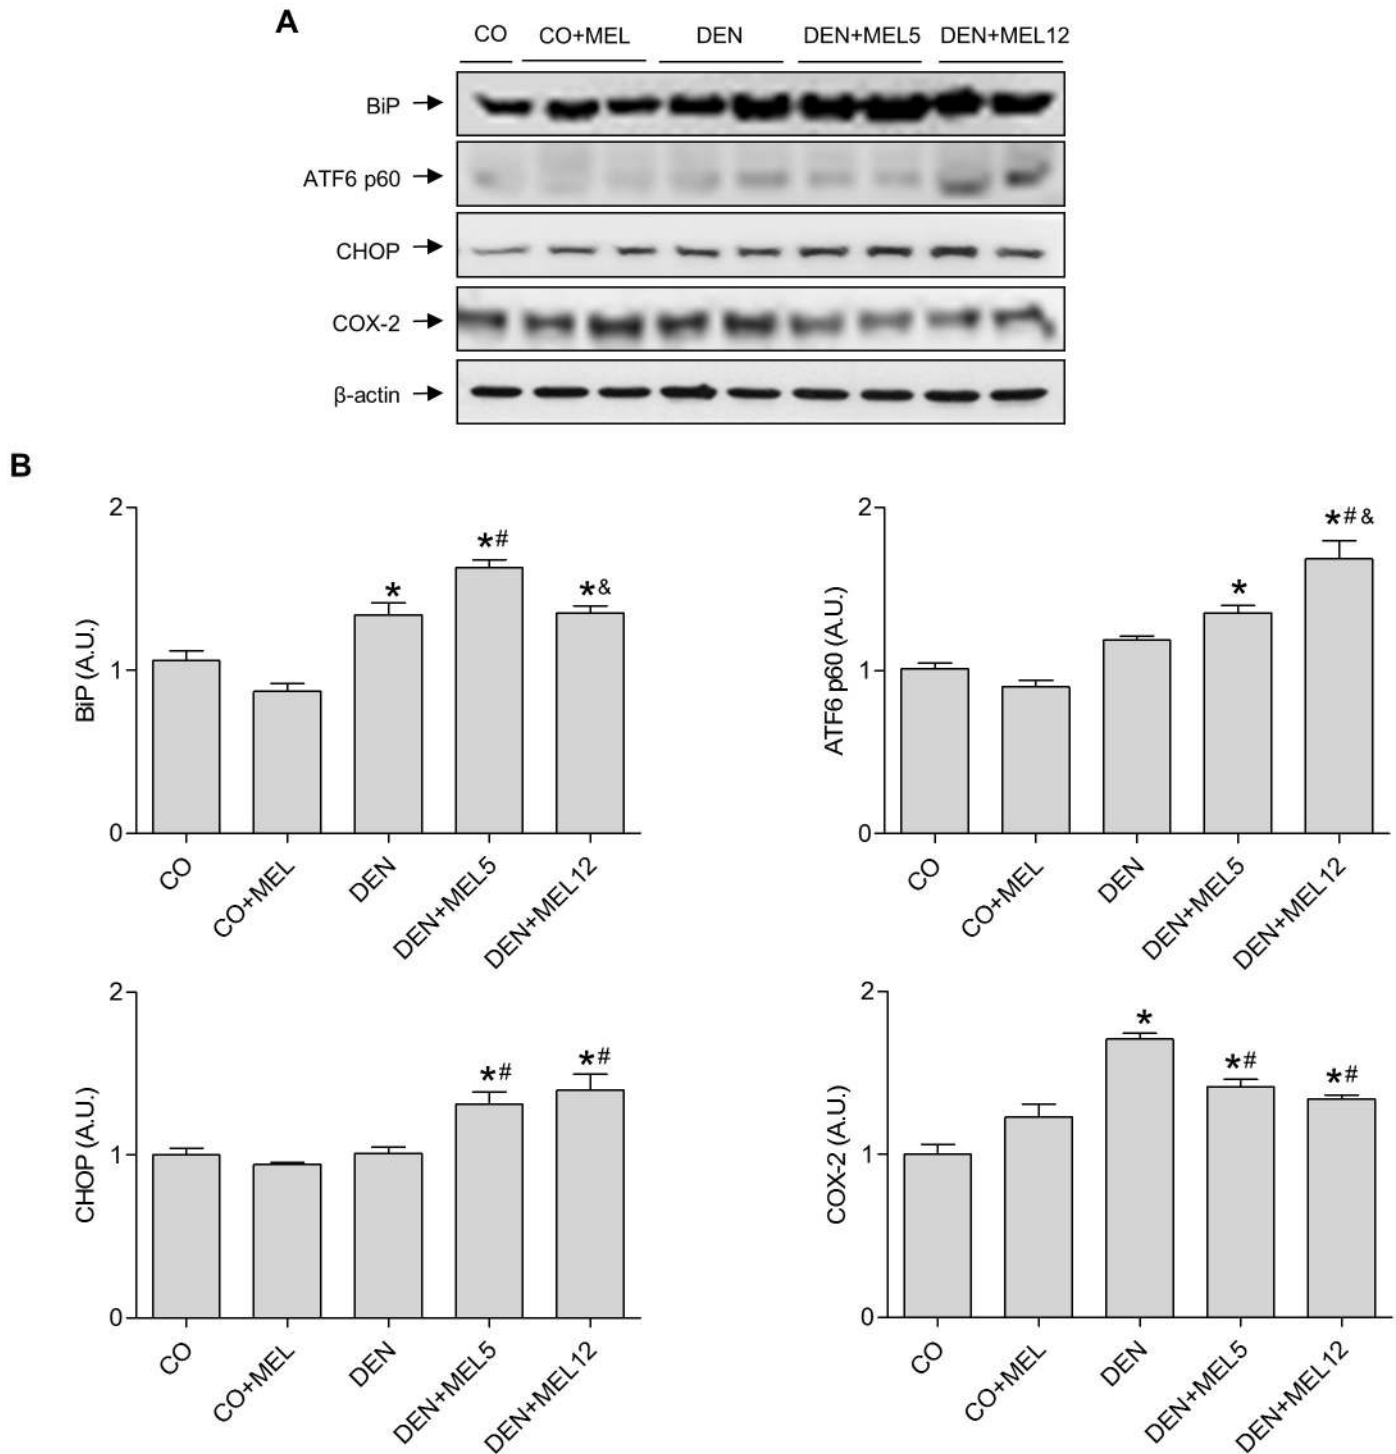 A
CO CO+MEL DEN DEN+MEL5 DEN+MEL12
BiP
ATF6 p60
CHOP
COX-2
β-actin
B
BiP (A.U.)
2
1
0
*
*#
*&
CO
CO+MEL
DEN
DEN+MEL5
DEN+MEL12
ATF6 p60 (A.U.)
2
1
0
*
*#&
CO
CO+MEL
DEN
DEN+MEL5
DEN+MEL12
CHOP (A.U.)
2
1
0
*#
*#
CO
CO+MEL
DEN
DEN+MEL5
DEN+MEL12
COX-2 (A.U.)
2
1
0
*
*#
*#
CO
CO+MEL
DEN
DEN+MEL5
DEN+MEL12